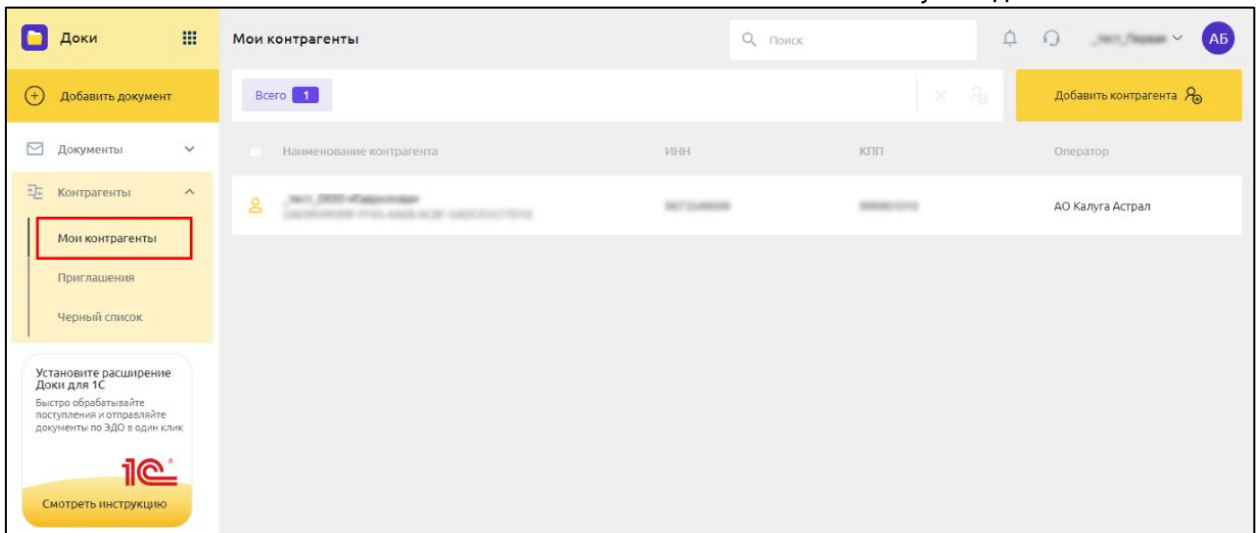 Доки
Мои контрагенты
Поиск
АБ
Добавить документ
Всего 1
Добавить контрагента
Документы
Наименование контрагента
ИНН
КПП
Оператор
Контрагенты
АО Калуга Астрал
Мои контрагенты
Приглашения
Черный список
Установите расширение
Доки для 1С
Быстро обрабатывайте
поступления и отправляйте
документы по ЭДО в один клик
1С
Смотреть инструкцию